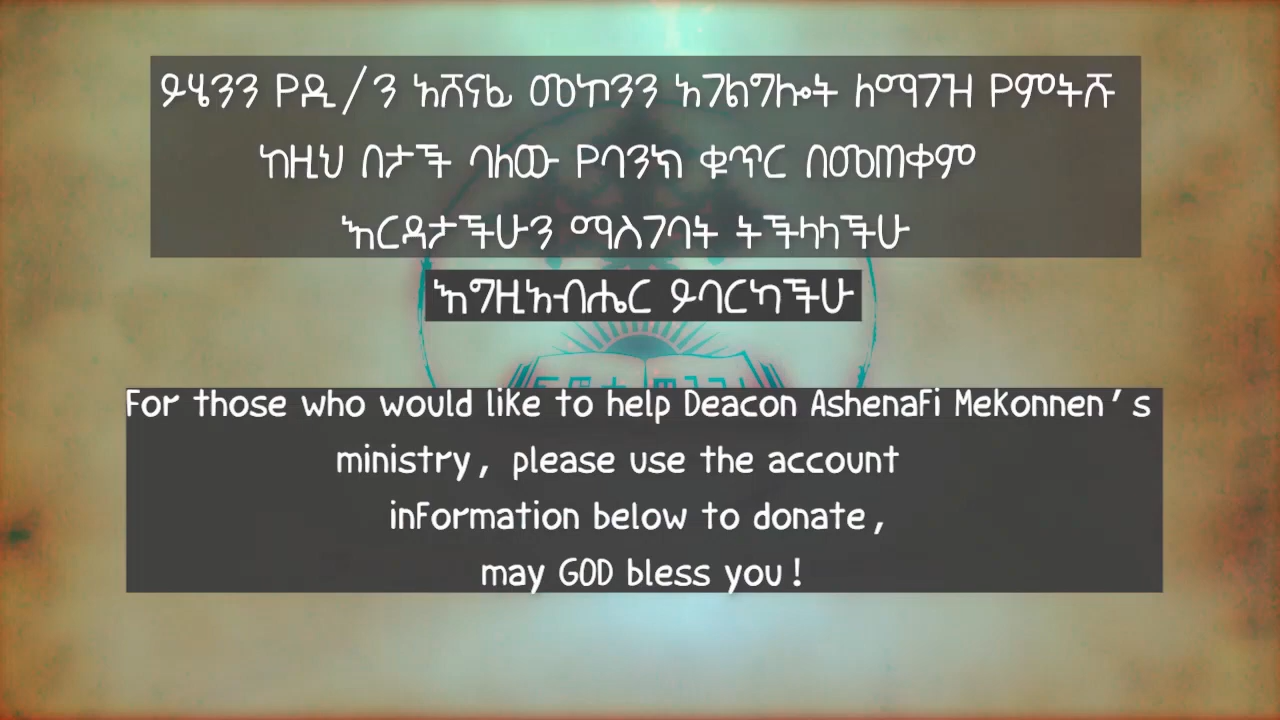 ይሄንን የዲ/ን አሸናፊ መኮንን አገልግሎት ለማገዝ የምትሹ
ከዚህ በታች ባለው የባንክ ቁጥር በመጠቀም
እርዳታችሁን ማስገባት ትችላላችሁ
እግዚአብሔር ይባርካችሁ
For those who would like to help Deacon Ashenafi Mekonnen's
ministry, please use the account
information below to donate,
may GOD bless you!